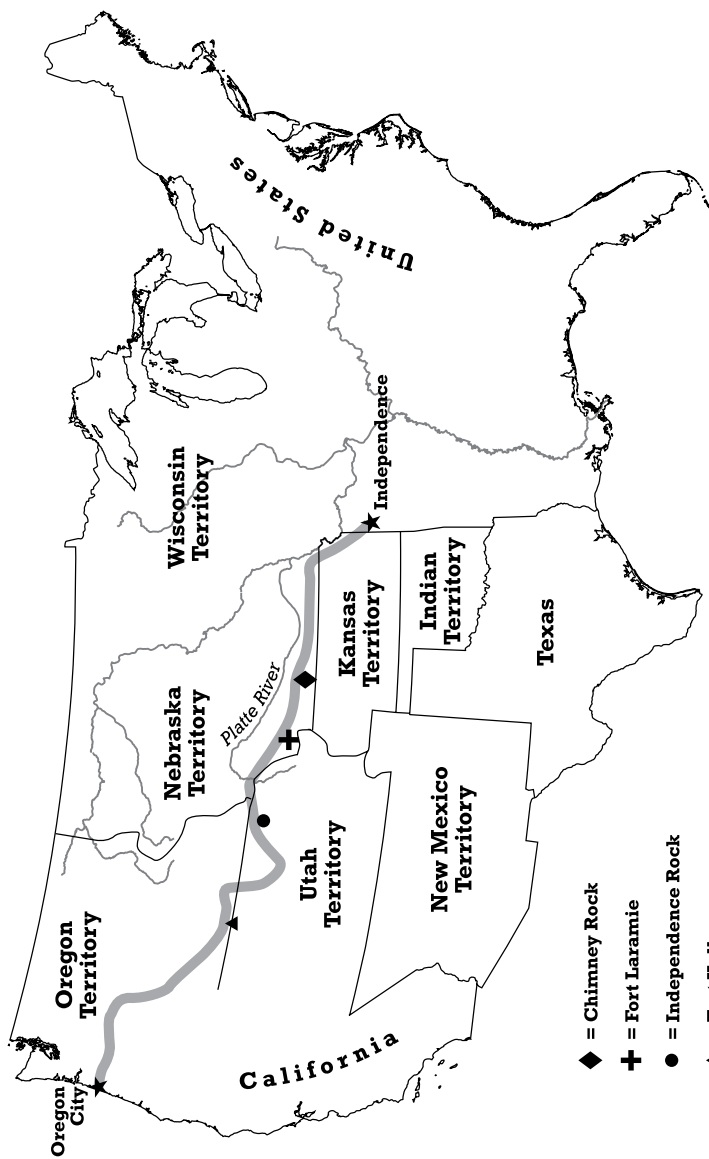 Oregon
City
Oregon
Territory
California
Nebraska
Territory
Platte River
Utah
Territory
New Mexico
Territory
Wisconsin
Territory
Kansas
Territory
Indian
Territory
Texas
Independence
United States
= Chimney Rock
= Fort Laramie
= Independence Rock